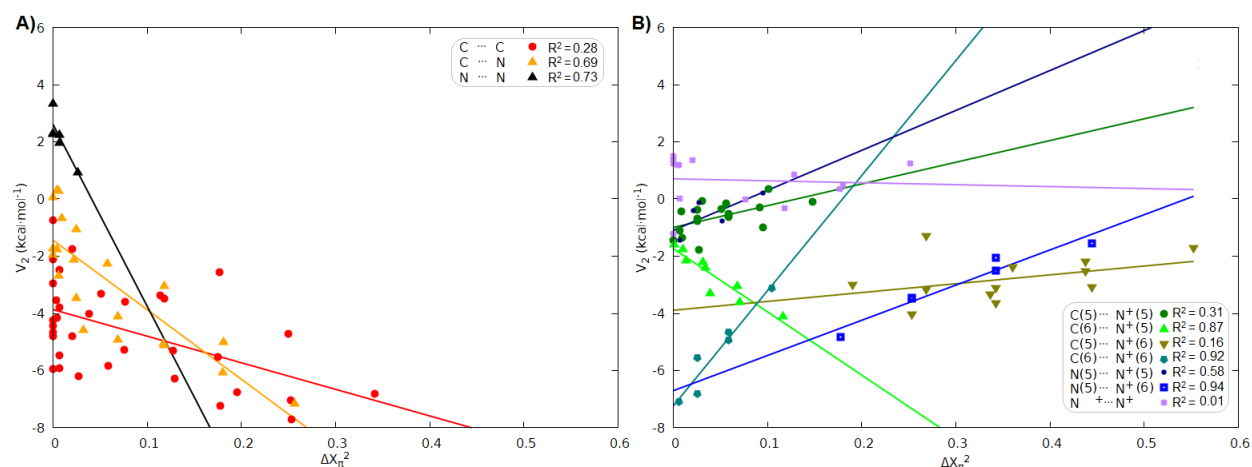 A)
6
4
2
0
-2
-4
-6
-8
V₂ (kcal·mol⁻¹)
C ··· C R² = 0.28
C ··· N R² = 0.69
N ··· N R² = 0.73
0 0.1 0.2 0.3 0.4 0.5 0.6
ΔXπ²
B)
6
4
2
0
-2
-4
-6
-8
V₂ (kcal·mol⁻¹)
C(5)··· N⁺(5) R² = 0.31
C(6)··· N⁺(5) R² = 0.87
C(5)··· N⁺(6) R² = 0.16
C(6)··· N⁺(6) R² = 0.92
N(5)··· N⁺(5) R² = 0.58
N(5)··· N⁺(6) R² = 0.94
N ⁺··· N⁺ R² = 0.01
0 0.1 0.2 0.3 0.4 0.5 0.6
ΔXπ²